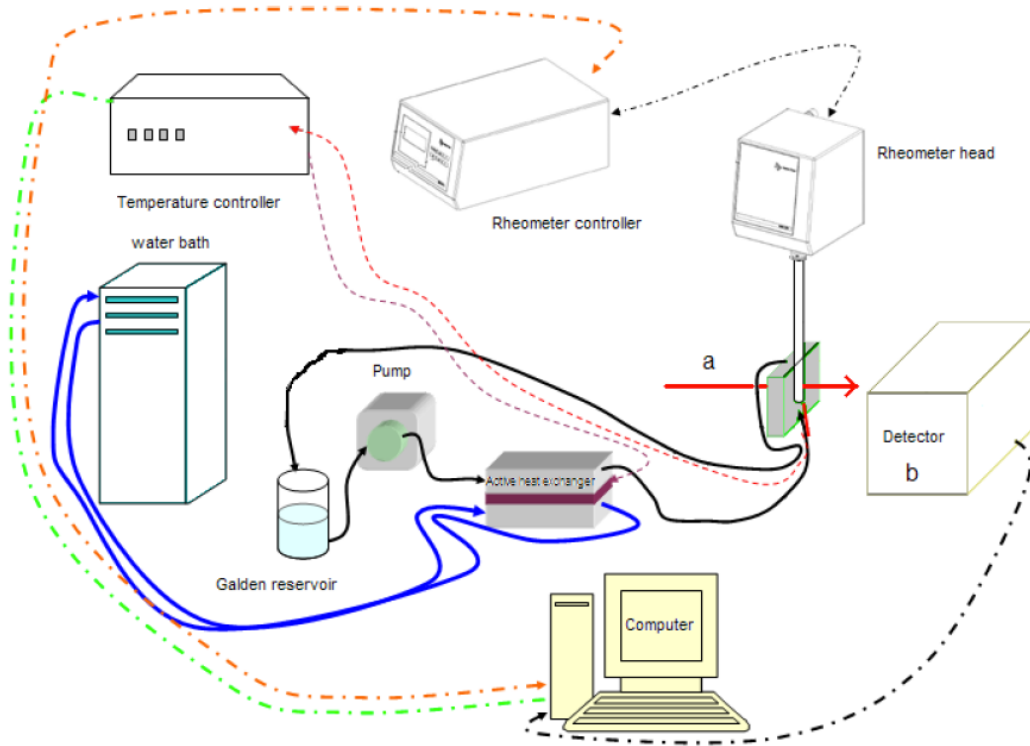 Temperature controller
Rheometer controller
Rheometer head
water bath
Pump
a
Active heat exchanger
Detector
b
Galden reservoir
Computer